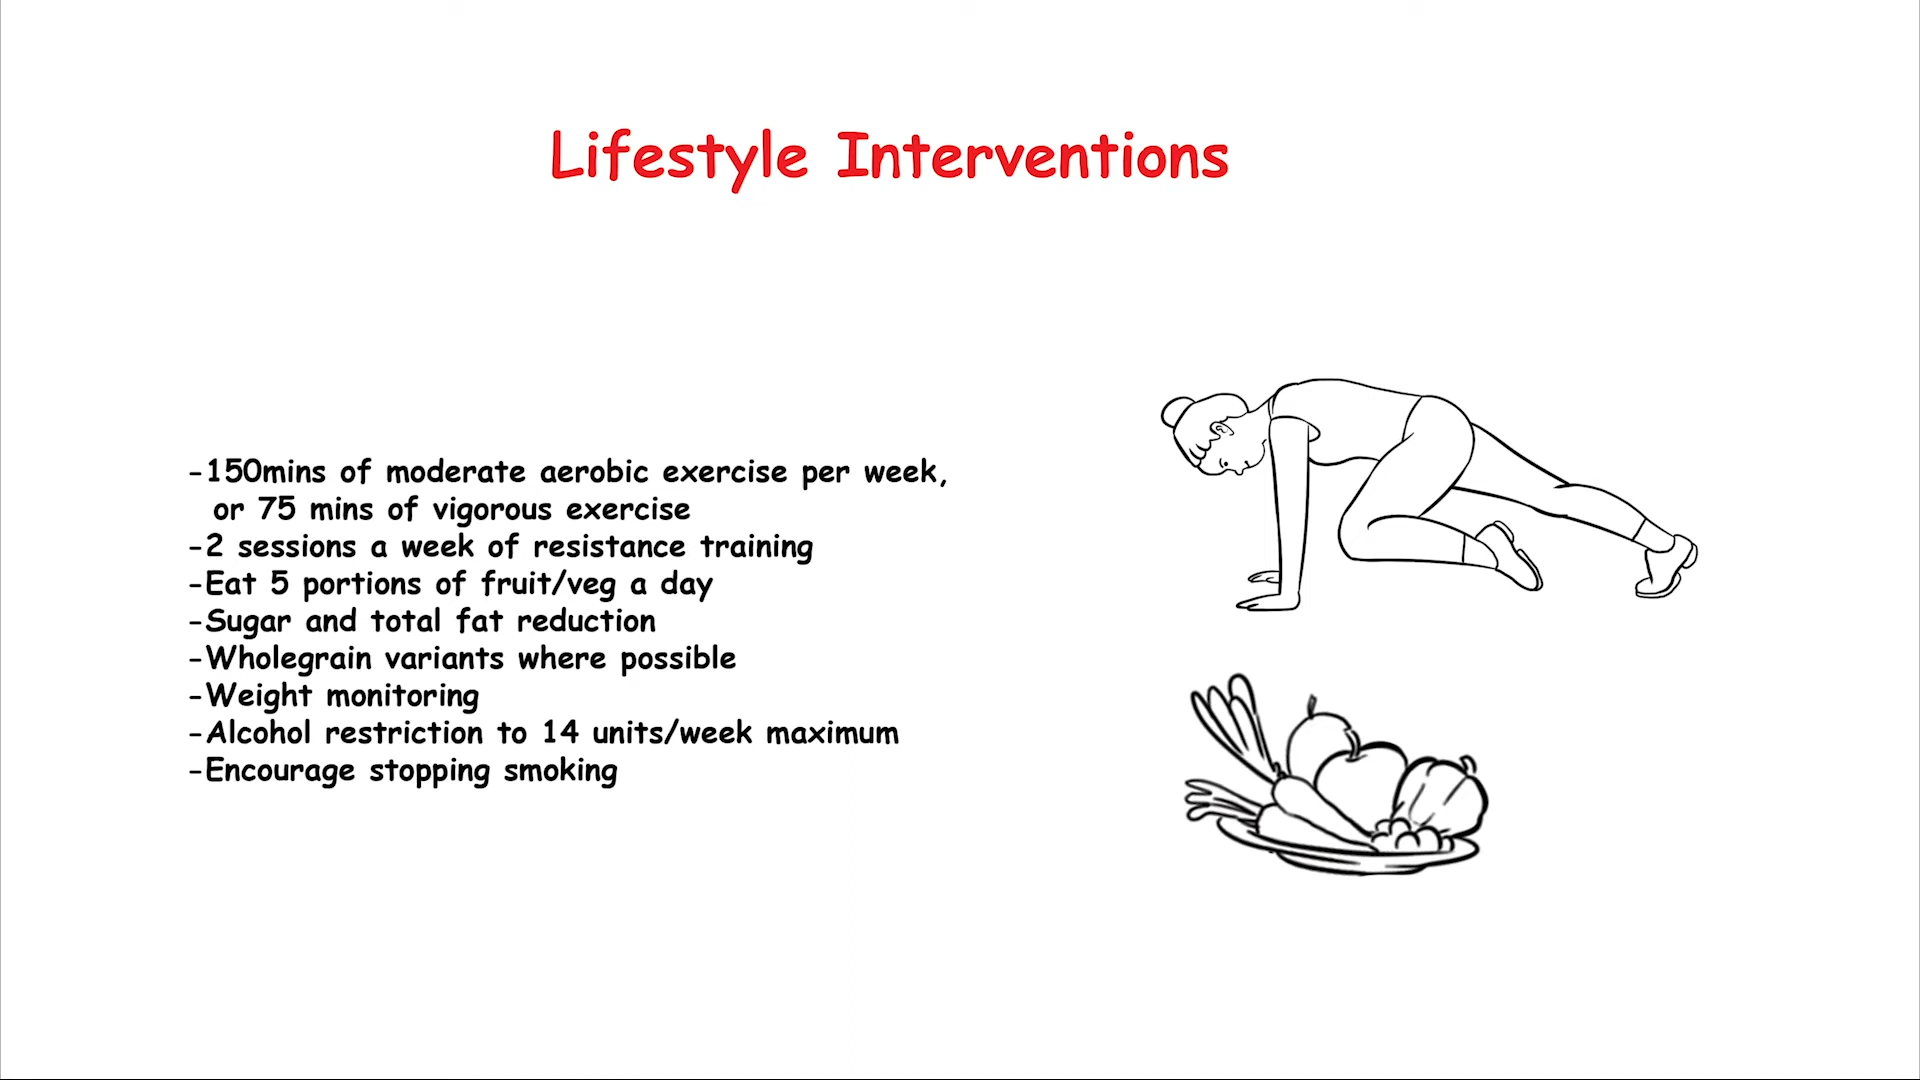 Lifestyle Interventions
-150mins of moderate aerobic exercise per week,
or 75 mins of vigorous exercise
-2 sessions a week of resistance training
-Eat 5 portions of fruit/veg a day
-Sugar and total fat reduction
-Wholegrain variants where possible
-Weight monitoring
-Alcohol restriction to 14 units/week maximum
-Encourage stopping smoking